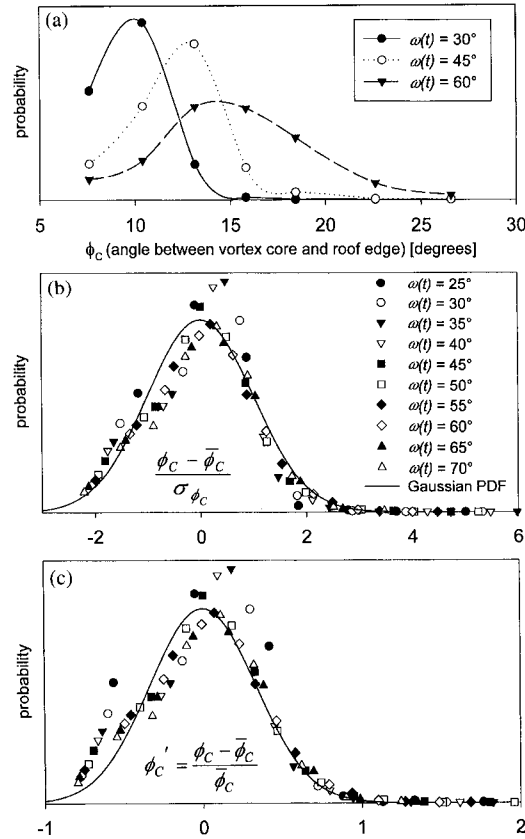 (a)
ω(t) = 30°
ω(t) = 45°
ω(t) = 60°
probability
5 10 15 20 25 30
ϕC (angle between vortex core and roof edge) [degrees]
(b)
ω(t) = 25°
ω(t) = 30°
ω(t) = 35°
ω(t) = 40°
ω(t) = 45°
ω(t) = 50°
ω(t) = 55°
ω(t) = 60°
ω(t) = 65°
ω(t) = 70°
Gaussian PDF
probability
ϕC − ϕ̄C
σϕC
-2 0 2 4 6
(c)
probability
ϕC' = ϕC − ϕ̄C
ϕ̄C
-1 0 1 2